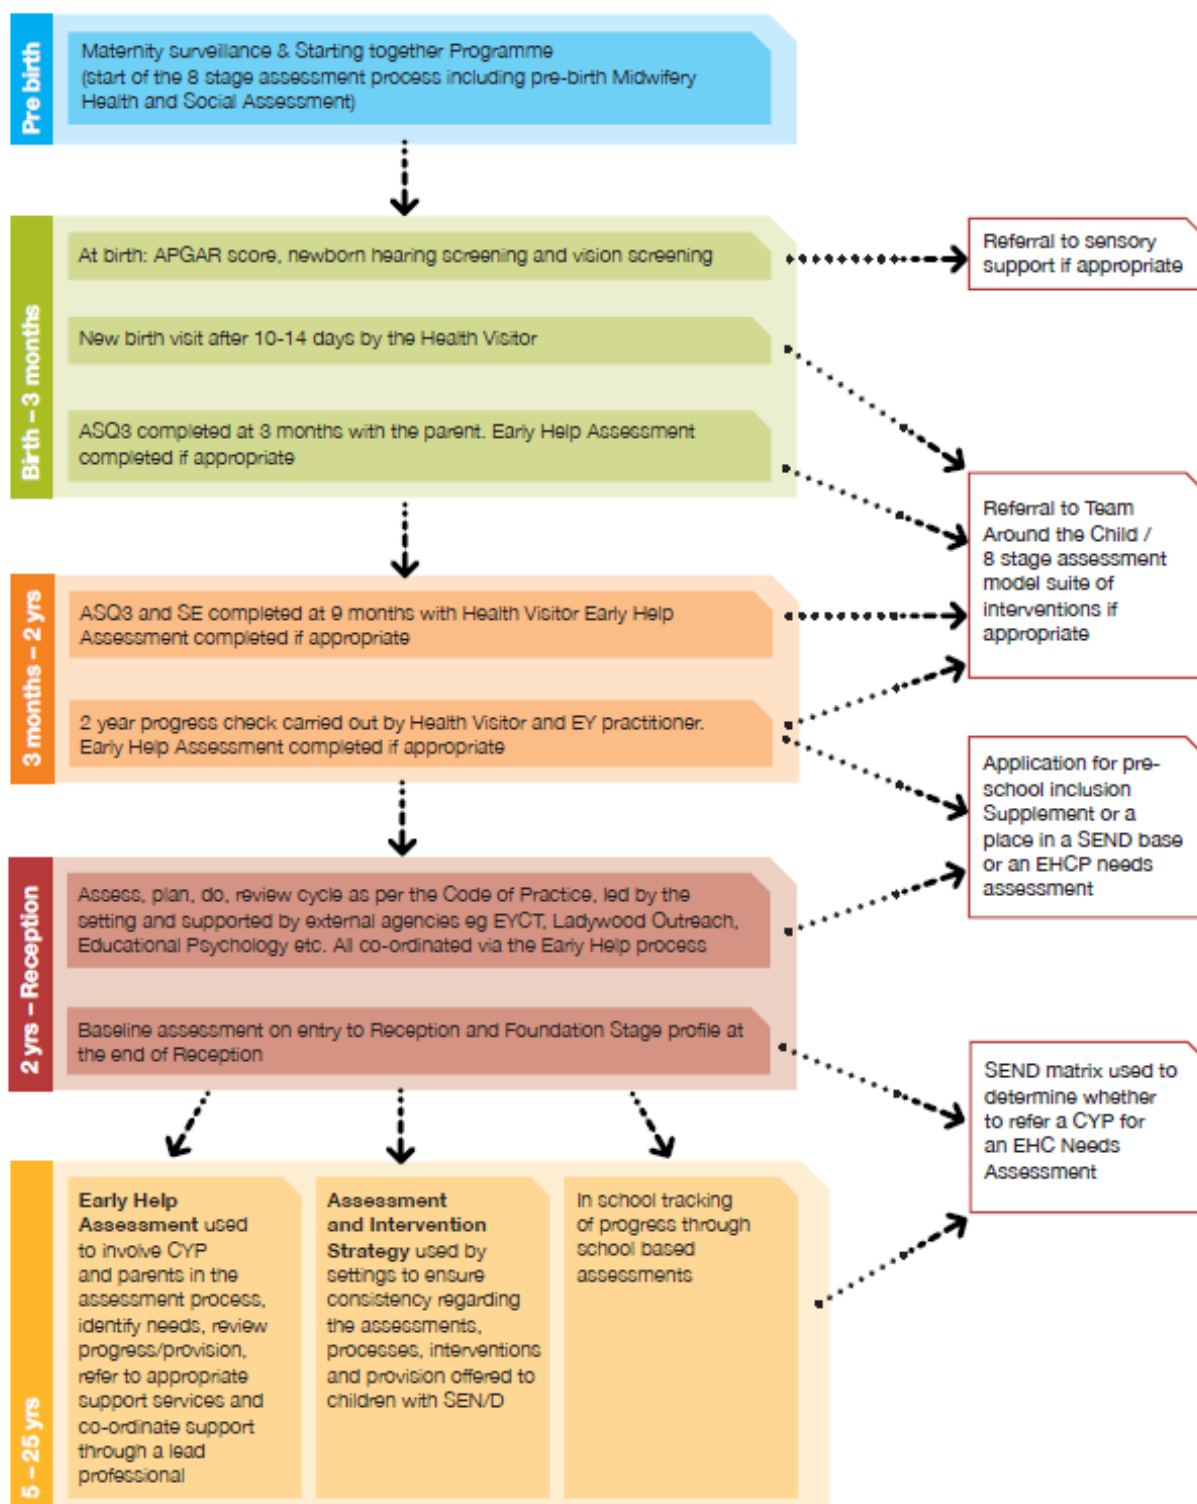 Pre birth
Maternity surveillance & Starting together Programme
(start of the 8 stage assessment process including pre-birth Midwifery
Health and Social Assessment)
Birth – 3 months
At birth: APGAR score, newborn hearing screening and vision screening
Referral to sensory
support if appropriate
New birth visit after 10-14 days by the Health Visitor
ASQ3 completed at 3 months with the parent. Early Help Assessment
completed if appropriate
Referral to Team
Around the Child /
8 stage assessment
model suite of
interventions if
appropriate
3 months – 2 yrs
ASQ3 and SE completed at 9 months with Health Visitor Early Help
Assessment completed if appropriate
2 year progress check carried out by Health Visitor and EY practitioner.
Early Help Assessment completed if appropriate
Application for pre-
school inclusion
Supplement or a
place in a SEND base
or an EHCP needs
assessment
2 yrs – Reception
Assess, plan, do, review cycle as per the Code of Practice, led by the
setting and supported by external agencies eg EYCT, Ladywood Outreach,
Educational Psychology etc. All co-ordinated via the Early Help process
Baseline assessment on entry to Reception and Foundation Stage profile at
the end of Reception
SEND matrix used to
determine whether
to refer a CYP for
an EHC Needs
Assessment
5 – 25 yrs
Early Help
Assessment used
to involve CYP
and parents in the
assessment process,
identify needs, review
progress/provision,
refer to appropriate
support services and
co-ordinate support
through a lead
professional
Assessment
and Intervention
Strategy used by
settings to ensure
consistency regarding
the assessments,
processes, interventions
and provision offered to
children with SEN/D
In school tracking
of progress through
school based
assessments